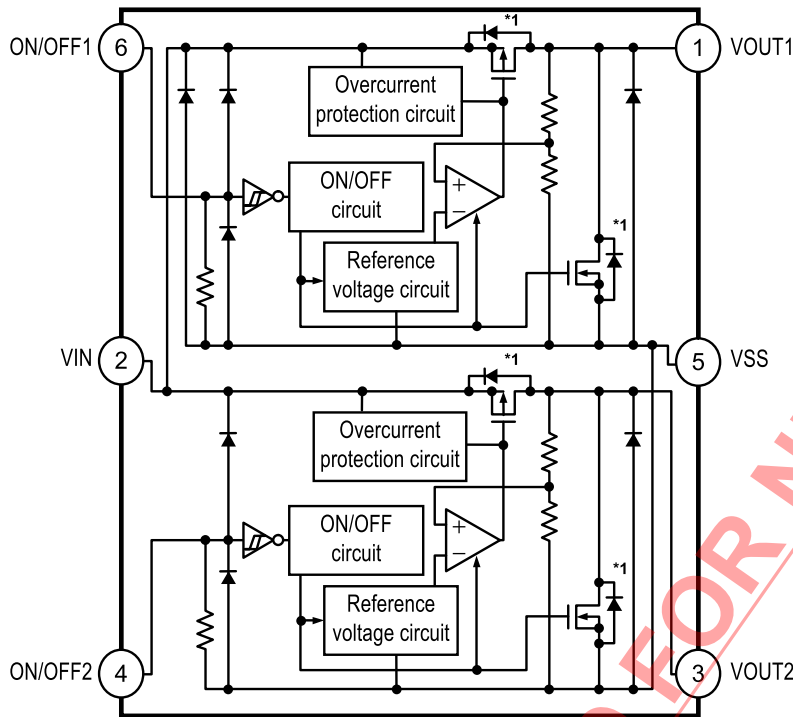 ON/OFF1
6
*1
1
VOUT1
Overcurrent
protection circuit
ON/OFF
circuit
+
−
*1
Reference
voltage circuit
VIN
2
5
VSS
*1
Overcurrent
protection circuit
ON/OFF
circuit
+
−
*1
Reference
voltage circuit
ON/OFF2
4
3
VOUT2
FOR